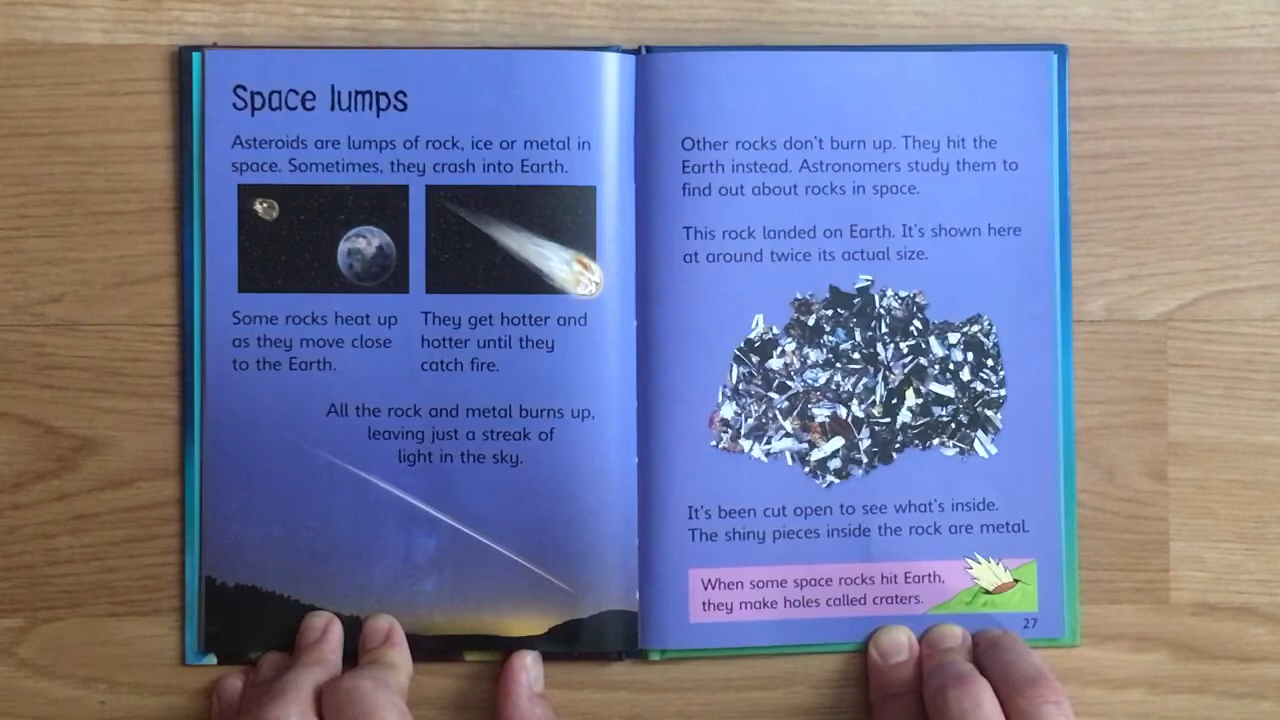 Space lumps
Asteroids are lumps of rock, ice or metal in
space. Sometimes, they crash into Earth.
Some rocks heat up
as they move close
to the Earth.
They get hotter and
hotter until they
catch fire.
All the rock and metal burns up,
leaving just a streak of
light in the sky.
Other rocks don't burn up. They hit the
Earth instead. Astronomers study them to
find out about rocks in space.
This rock landed on Earth. It's shown here
at around twice its actual size.
It's been cut open to see what's inside.
The shiny pieces inside the rock are metal.
When some space rocks hit Earth,
they make holes called craters.
27